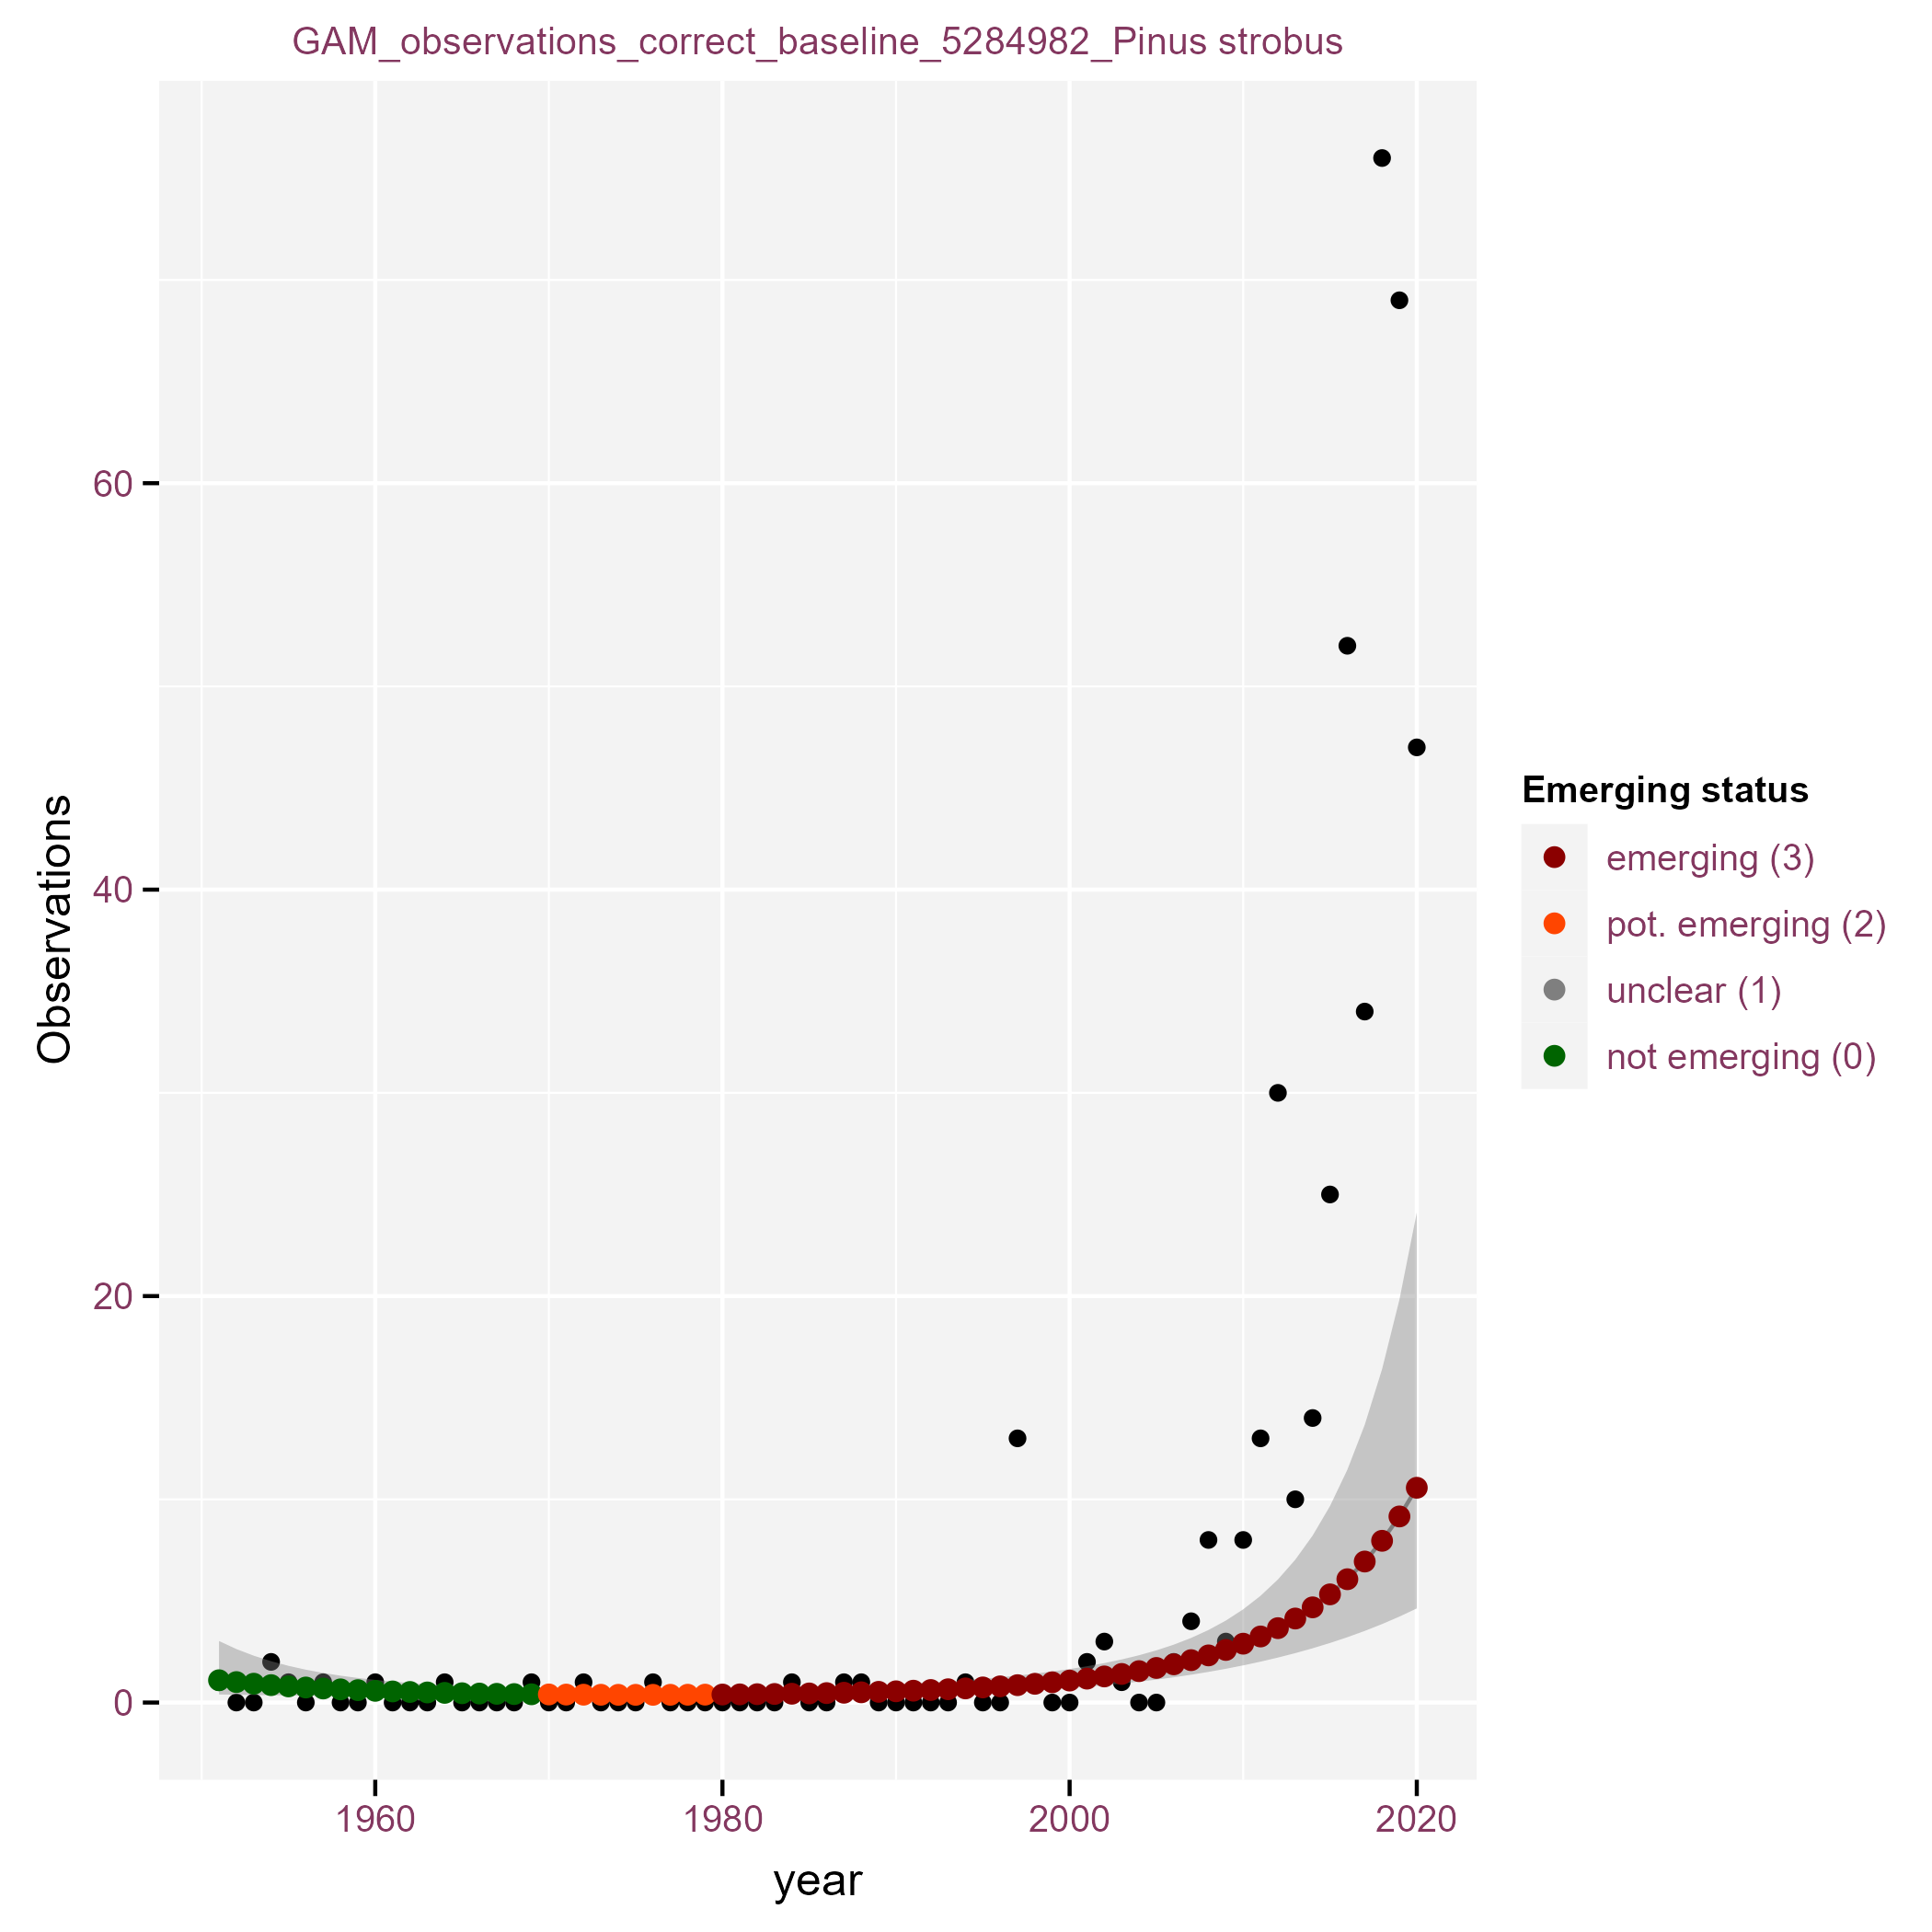 GAM_observations_correct_baseline_5284982_Pinus strobus
Observations
60
40
20
0
1960
1980
2000
2020
year
Emerging status
emerging (3)
pot. emerging (2)
unclear (1)
not emerging (0)